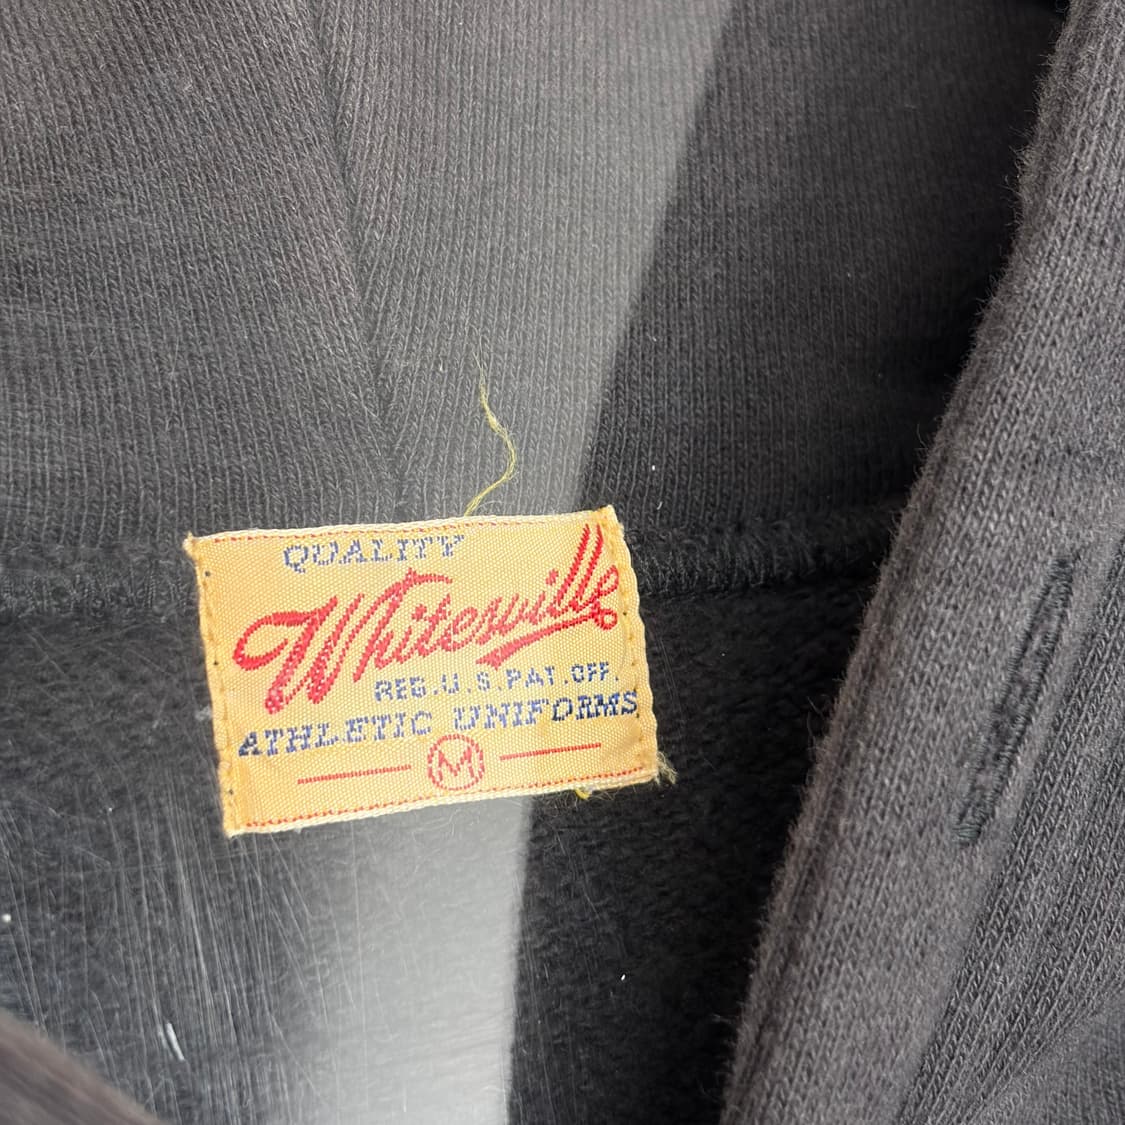 QUALITY
Whitesville
REG.U.S.PAT.OFF.
ATHLETIC UNIFORMS
M